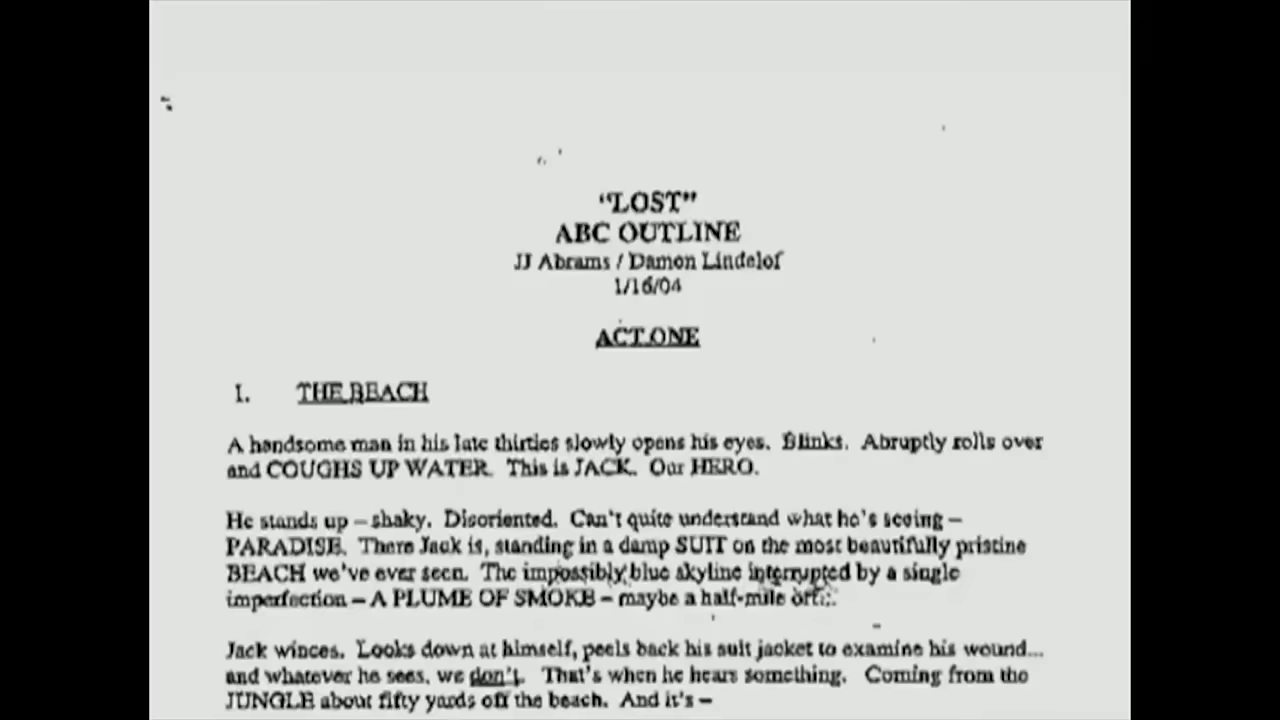 “LOST”
ABC OUTLINE
JJ Abrams / Damon Lindelof
1/16/04
ACT ONE
1. THE BEACH
A handsome man in his late thirties slowly opens his eyes. Blinks. Abruptly rolls over
and COUGHS UP WATER. This is JACK. Our HERO.
He stands up – shaky. Disoriented. Can’t quite understand what he’s seeing –
PARADISE. There Jack is, standing in a damp SUIT on the most beautifully pristine
BEACH we’ve ever seen. The impossibly blue skyline interrupted by a single
imperfection – A PLUME OF SMOKE – maybe a half-mile off...
Jack winces. Looks down at himself, peels back his suit jacket to examine his wound...
and whatever he sees, we don’t. That’s when he hears something. Coming from the
JUNGLE about fifty yards off the beach. And it’s –